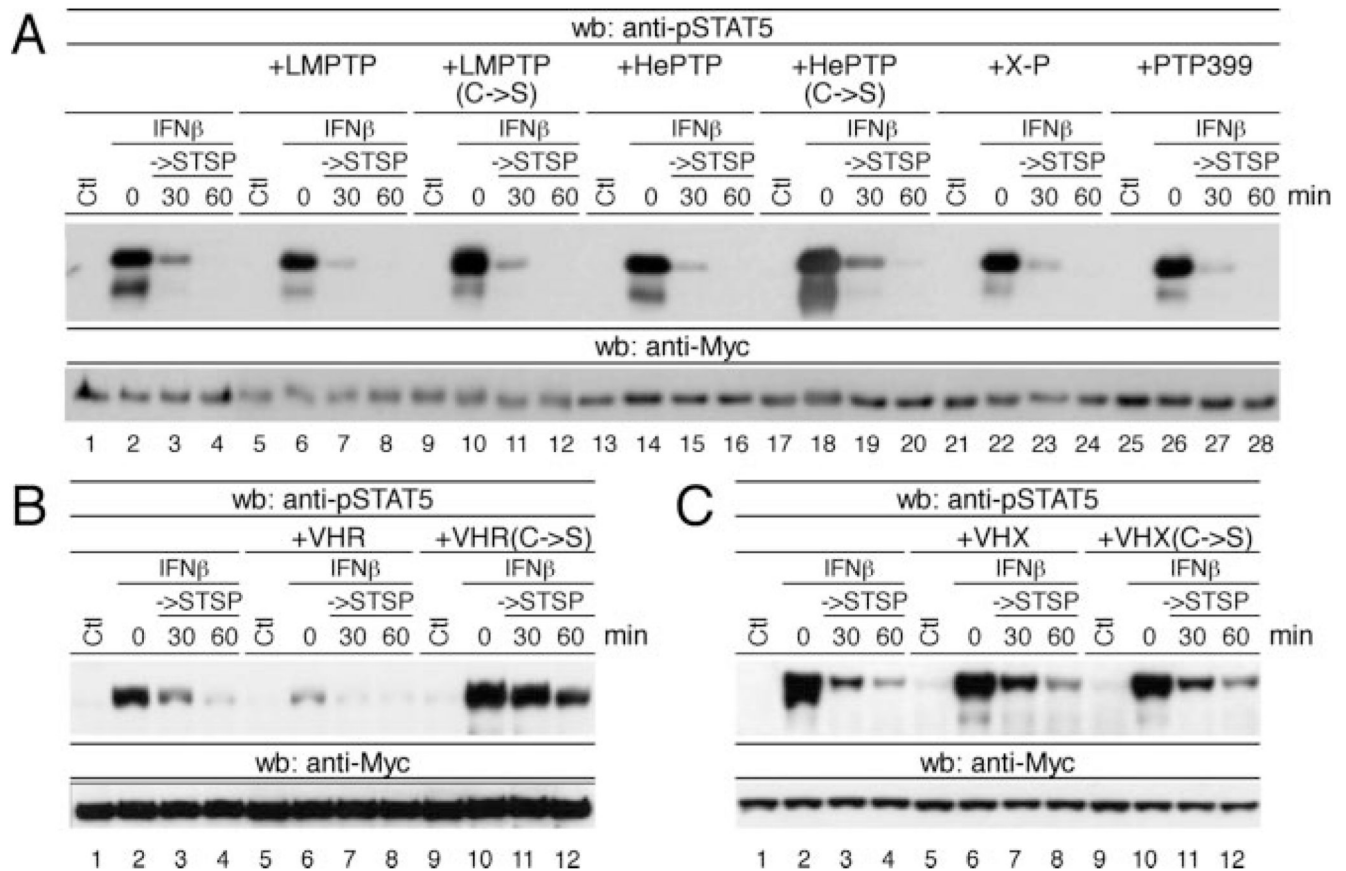 A
wb: anti-pSTAT5
+LMPTP +LMPTP (C->S) +HePTP +HePTP (C->S) +X-P +PTP399
IFNβ IFNβ IFNβ IFNβ IFNβ IFNβ IFNβ
->STSP ->STSP ->STSP ->STSP ->STSP ->STSP ->STSP
Ctl 0 30 60 Ctl 0 30 60 Ctl 0 30 60 Ctl 0 30 60 Ctl 0 30 60 Ctl 0 30 60 Ctl 0 30 60 min
wb: anti-Myc
1 2 3 4 5 6 7 8 9 10 11 12 13 14 15 16 17 18 19 20 21 22 23 24 25 26 27 28
B
wb: anti-pSTAT5
+VHR +VHR(C->S)
IFNβ IFNβ IFNβ
->STSP ->STSP ->STSP
Ctl 0 30 60 Ctl 0 30 60 Ctl 0 30 60 min
wb: anti-Myc
1 2 3 4 5 6 7 8 9 10 11 12
C
wb: anti-pSTAT5
+VHX +VHX(C->S)
IFNβ IFNβ IFNβ
->STSP ->STSP ->STSP
Ctl 0 30 60 Ctl 0 30 60 Ctl 0 30 60 min
wb: anti-Myc
1 2 3 4 5 6 7 8 9 10 11 12